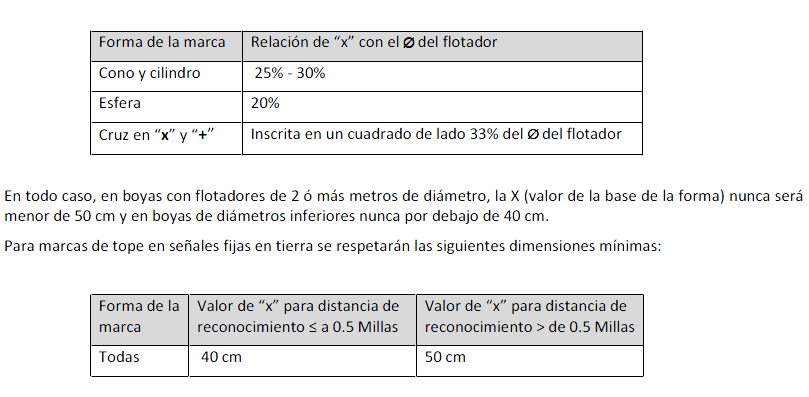 Forma de la marca Relación de “x” con el Ø del flotador
Cono y cilindro 25% - 30%
Esfera 20%
Cruz en “x” y “+” Inscrita en un cuadrado de lado 33% del Ø del flotador
En todo caso, en boyas con flotadores de 2 ó más metros de diámetro, la X (valor de la base de la forma) nunca será
menor de 50 cm y en boyas de diámetros inferiores nunca por debajo de 40 cm.
Para marcas de tope en señales fijas en tierra se respetarán las siguientes dimensiones mínimas:
Forma de la Valor de “x” para distancia de Valor de “x” para distancia de
marca reconocimiento ≤ a 0.5 Millas reconocimiento > de 0.5 Millas
Todas 40 cm 50 cm